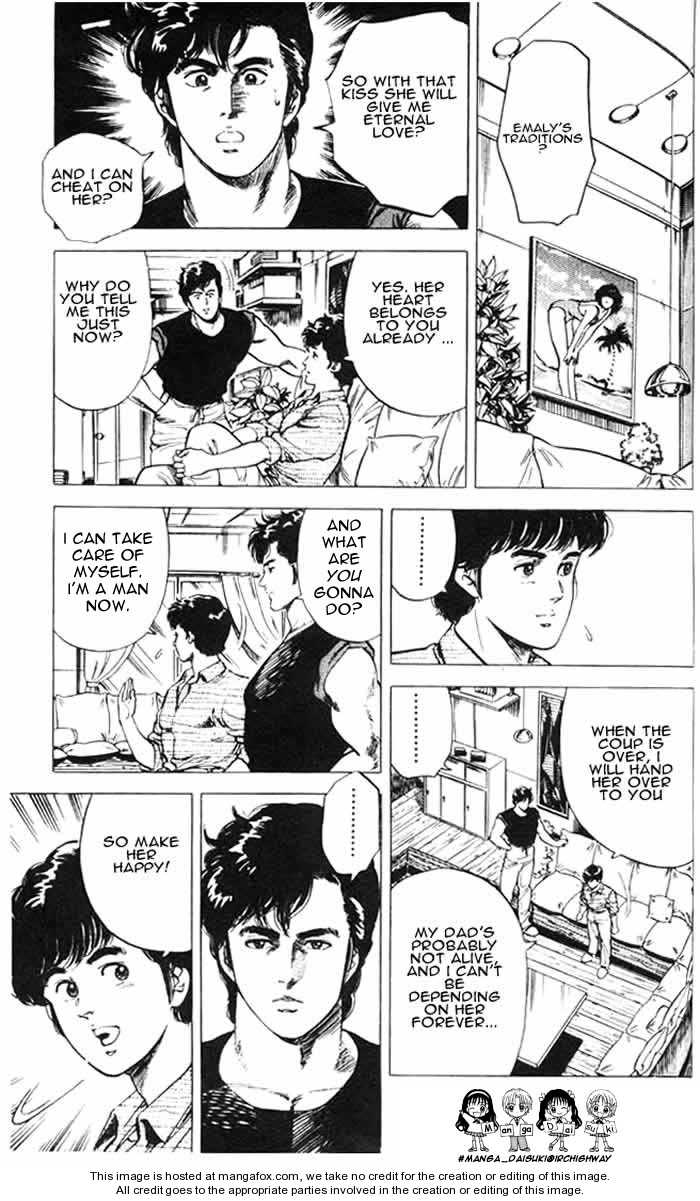 EMALY'S
TRADITIONS
?
SO WITH THAT
KISS SHE WILL
GIVE ME
ETERNAL
LOVE?
AND I CAN
CHEAT ON
HER?
YES. HER
HEART
BELONGS
TO YOU
ALREADY ...
WHY DO
YOU TELL
ME THIS
JUST
NOW?
........
AND
WHAT
ARE
YOU
GONNA
DO?
I CAN TAKE
CARE OF
MYSELF.
I'M A MAN
NOW.
WHEN THE
COUP IS
OVER, I
WILL HAND
HER OVER
TO YOU
........
MY DAD'S
PROBABLY
NOT ALIVE,
AND I CAN'T
BE
DEPENDING
ON HER
FOREVER...
........
SO MAKE
HER
HAPPY!
M anga D ai suki
#MANGA_DAISUKI@IRCHIGHWAY
This image is hosted at mangafox.com, we take no credit for the creation or editing of this image.
All credit goes to the appropriate parties involved in the creation or editing of this image.